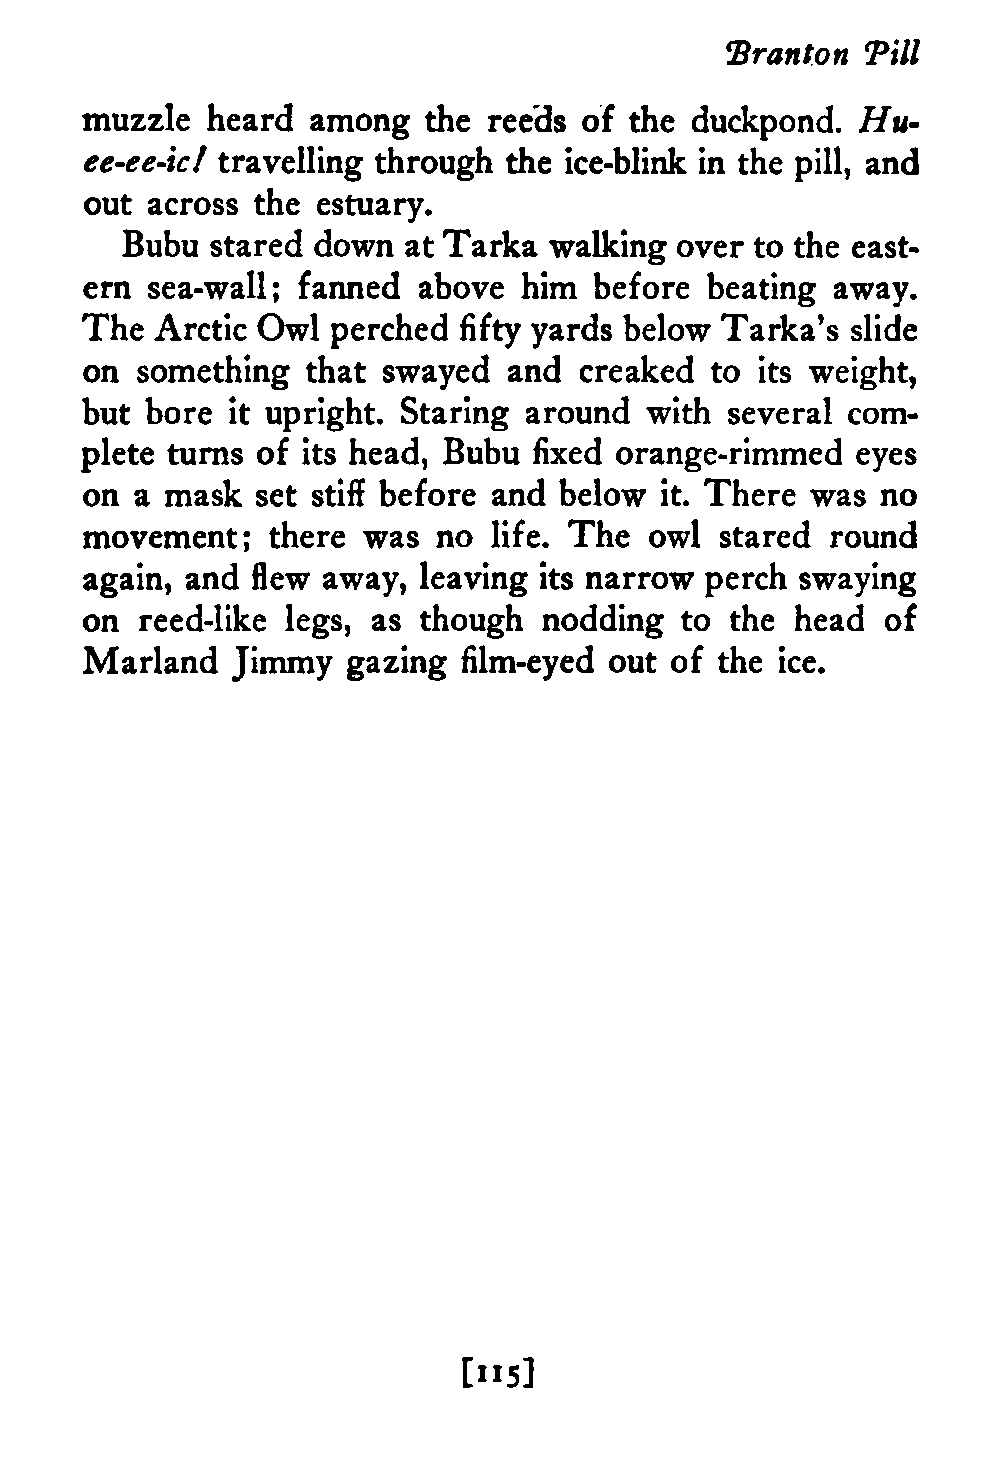 Branton Pill
muzzle heard among the reeds of the duckpond. Hu-
ee-ee-ic! travelling through the ice-blink in the pill, and
out across the estuary.
Bubu stared down at Tarka walking over to the east-
ern sea-wall; fanned above him before beating away.
The Arctic Owl perched fifty yards below Tarka's slide
on something that swayed and creaked to its weight,
but bore it upright. Staring around with several com-
plete turns of its head, Bubu fixed orange-rimmed eyes
on a mask set stiff before and below it. There was no
movement; there was no life. The owl stared round
again, and flew away, leaving its narrow perch swaying
on reed-like legs, as though nodding to the head of
Marland Jimmy gazing film-eyed out of the ice.
[115]